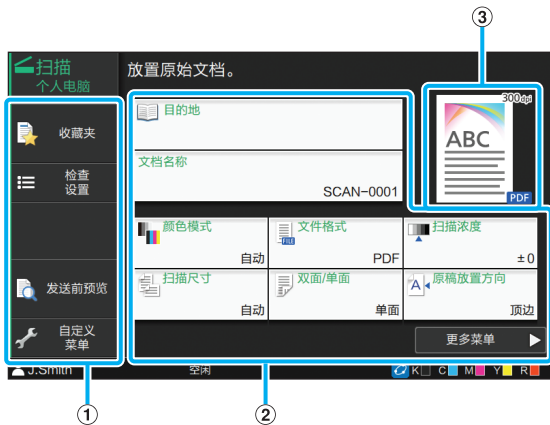 ③
扫描
个人电脑
放置原始文档。
300dpi
ABC
PDF
收藏夹
检查
设置
发送前预览
自定义
菜单
目的地
文档名称
SCAN-0001
颜色模式
自动
文件格式
FILE
PDF
扫描浓度
±0
扫描尺寸
自动
双面/单面
单面
A
原稿放置方向
顶边
更多菜单
J.Smith
空闲
K C M Y R
①
②